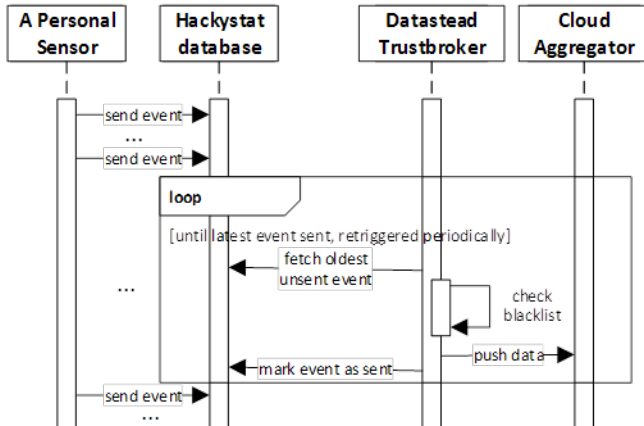 A Personal
Sensor
Hackystat
database
Datastead
Trustbroker
Cloud
Aggregator
send event
...
send event
loop
[until latest event sent, retriggered periodically]
fetch oldest
unsent event
...
check
blacklist
push data
mark event as sent
send event
...